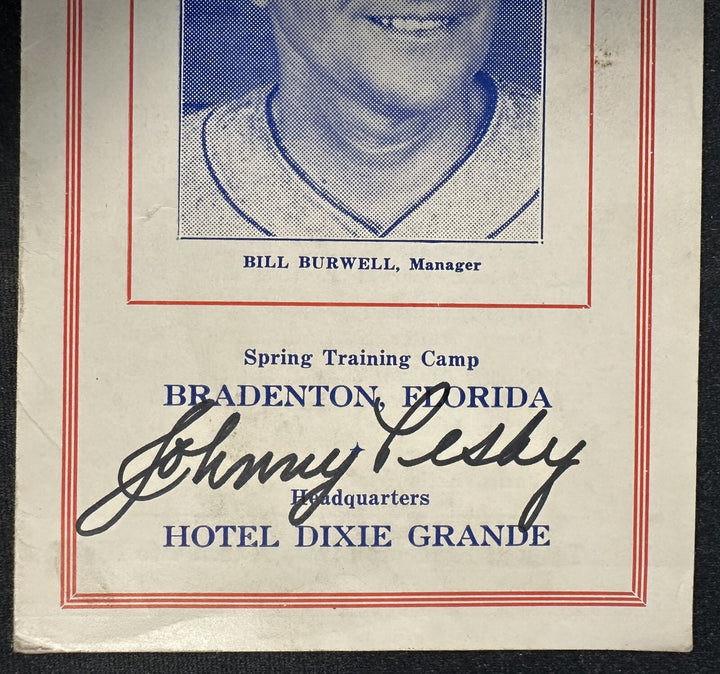 BILL BURWELL, Manager
Spring Training Camp
BRADENTON, FLORIDA
Johnny Pesky
Headquarters
HOTEL DIXIE GRANDE